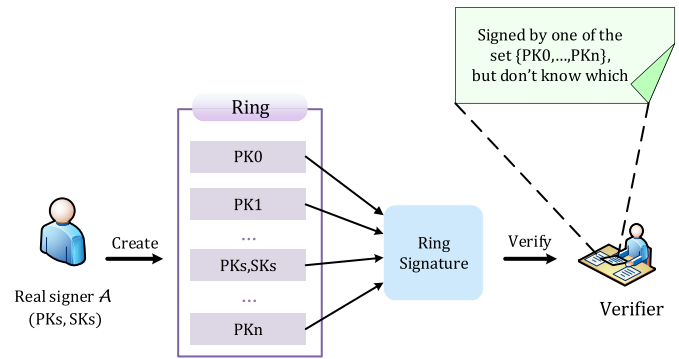 Signed by one of the
set {PK0,...,PKn},
but don't know which
Ring
PK0
PK1
...
PKs,SKs
...
PKn
Create
Real signer 𝒜
(PKs, SKs)
Ring
Signature
Verify
Verifier